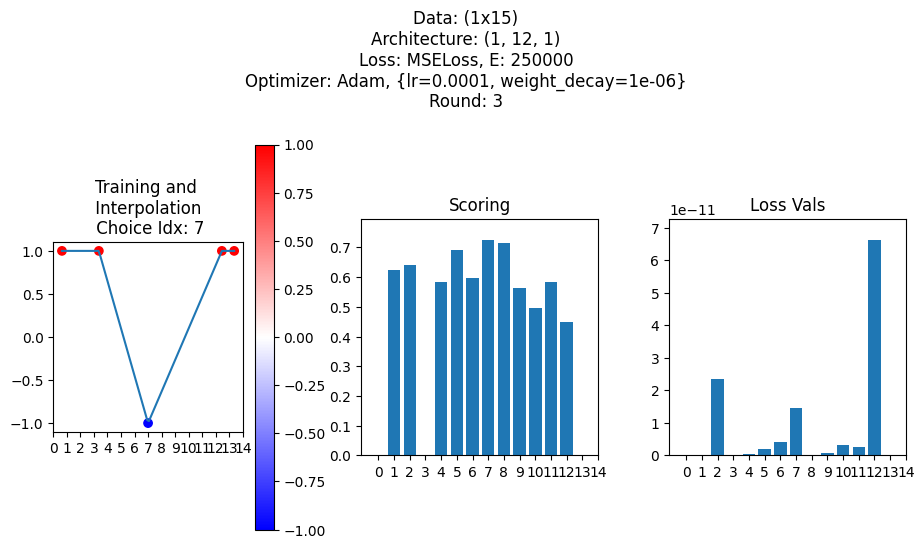 Data: (1x15)
Architecture: (1, 12, 1)
Loss: MSELoss, E: 250000
Optimizer: Adam, {lr=0.0001, weight_decay=1e-06}
Round: 3
Training and
Interpolation
Choice Idx: 7
1.0
0.5
0.0
−0.5
−1.0
0 1 2 3 4 5 6 7 8 9 10 11 12 13 14
1.00
0.75
0.50
0.25
0.00
−0.25
−0.50
−0.75
−1.00
Scoring
0.7
0.6
0.5
0.4
0.3
0.2
0.1
0.0
0 1 2 3 4 5 6 7 8 9 10 11 12 13 14
Loss Vals
1e−11
7
6
5
4
3
2
1
0
0 1 2 3 4 5 6 7 8 9 10 11 12 13 14